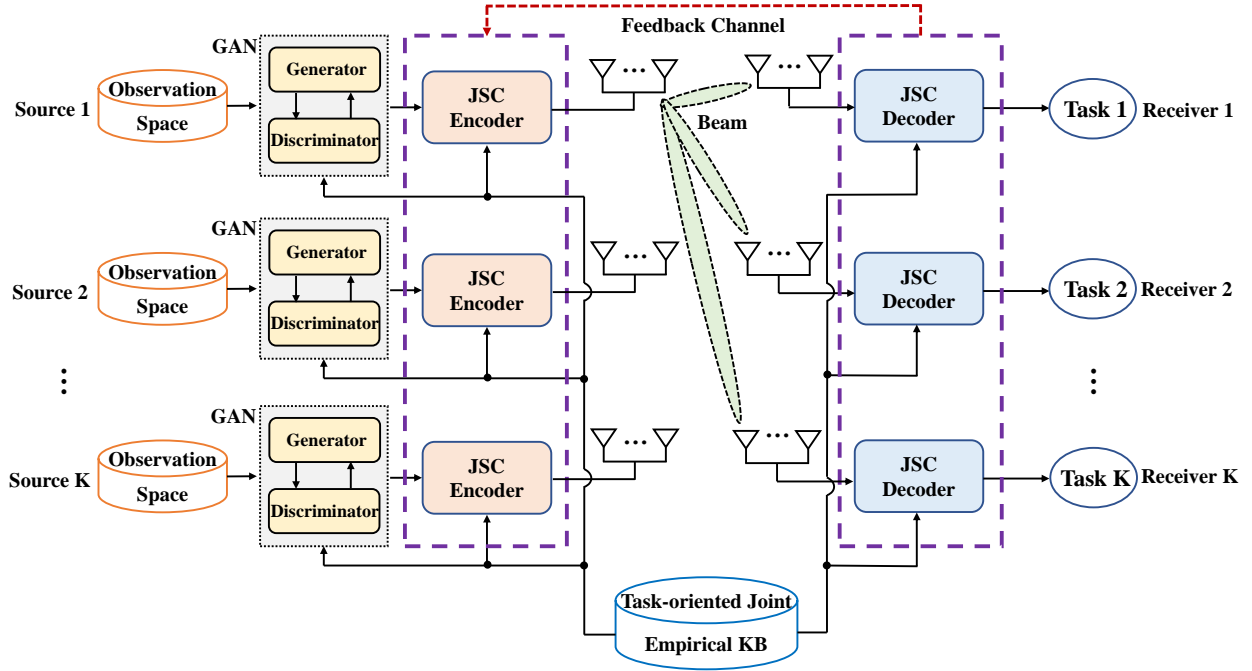 Feedback Channel
GAN
Generator
Discriminator
Observation
Space
Source 1
JSC
Encoder
...
...
Beam
JSC
Decoder
Task 1
Receiver 1
GAN
Generator
Discriminator
Observation
Space
Source 2
JSC
Encoder
...
...
JSC
Decoder
Task 2
Receiver 2
...
...
GAN
Generator
Discriminator
Observation
Space
Source K
JSC
Encoder
...
...
JSC
Decoder
Task K
Receiver K
Task-oriented Joint
Empirical KB